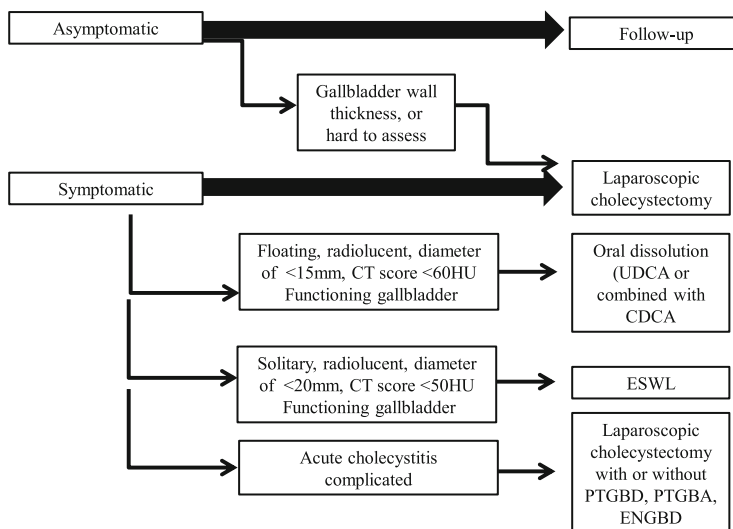 Asymptomatic
Follow-up
Gallbladder wall
thickness, or
hard to assess
Symptomatic
Laparoscopic
cholecystectomy
Floating, radiolucent, diameter
of <15mm, CT score <60HU
Functioning gallbladder
Oral dissolution
(UDCA or
combined with
CDCA
Solitary, radiolucent, diameter
of <20mm, CT score <50HU
Functioning gallbladder
ESWL
Acute cholecystitis
complicated
Laparoscopic
cholecystectomy
with or without
PTGBD, PTGBA,
ENGBD